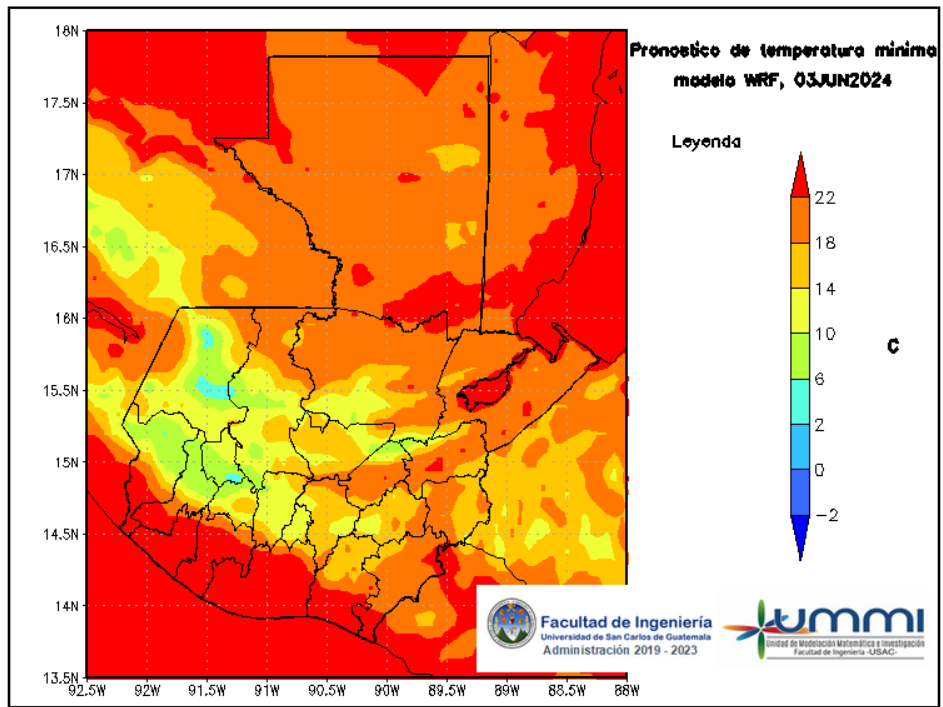 Pronostico de temperatura minima
modelo WRF, 03JUN2024
Leyenda
22
18
14
10
6
2
0
-2
C
18N
17.5N
17N
16.5N
16N
15.5N
15N
14.5N
14N
13.5N
92.5W 92W 91.5W 91W 90.5W 90W 89.5W 89W 88.5W 88W
Facultad de Ingeniería
Universidad de San Carlos de Guatemala
Administración 2019 - 2023
ummi
Unidad de Modelación Matemática e Investigación
Facultad de Ingeniería -USAC-